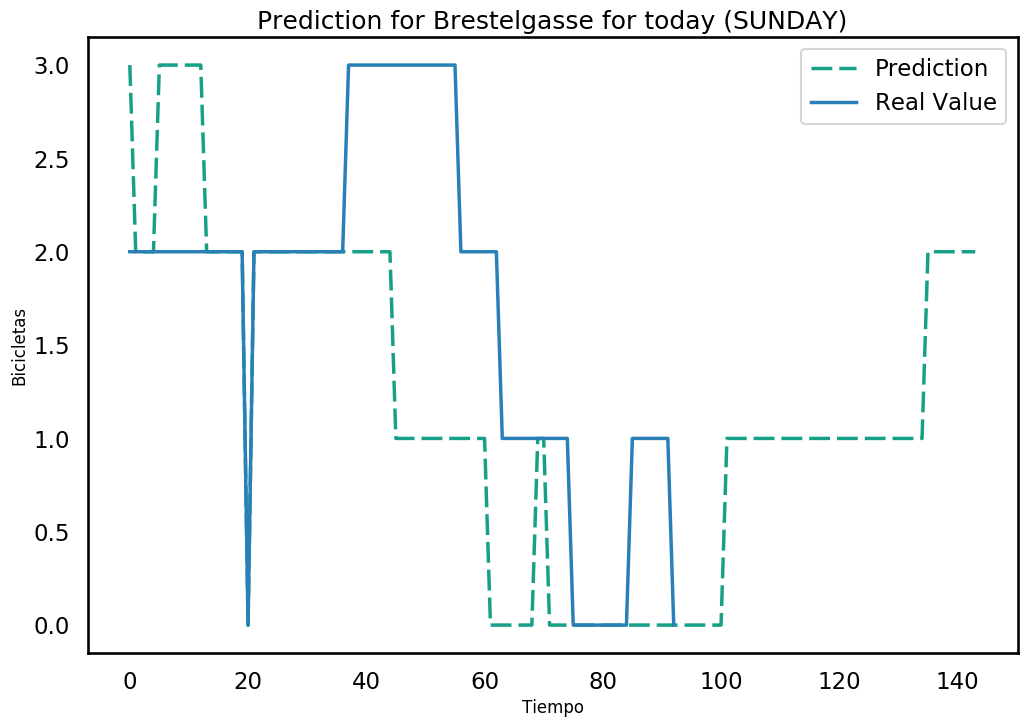 Prediction for Brestelgasse for today (SUNDAY)
Prediction
Real Value
3.0
2.5
2.0
1.5
1.0
0.5
0.0
Bicicletas
0 20 40 60 80 100 120 140
Tiempo